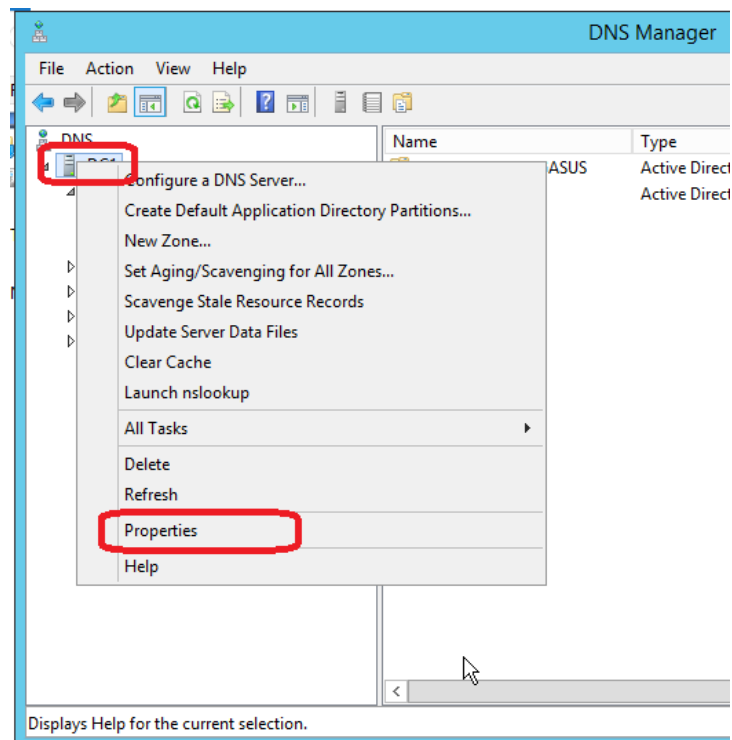 DNS Manager
File Action View Help
DNS
DC1
Name Type
ASUS Active Direct
Active Direct
Configure a DNS Server...
Create Default Application Directory Partitions...
New Zone...
Set Aging/Scavenging for All Zones...
Scavenge Stale Resource Records
Update Server Data Files
Clear Cache
Launch nslookup
All Tasks
Delete
Refresh
Properties
Help
Displays Help for the current selection.